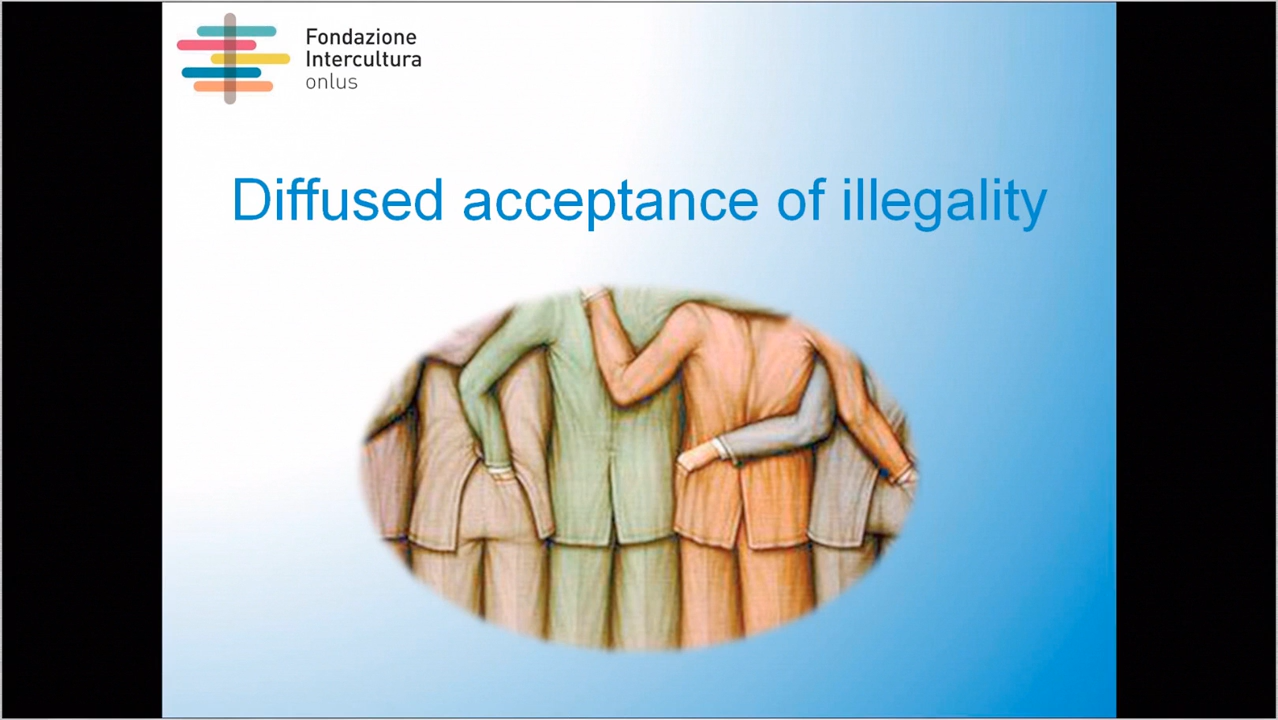 Fondazione
Intercultura
onlus
Diffused acceptance of illegality